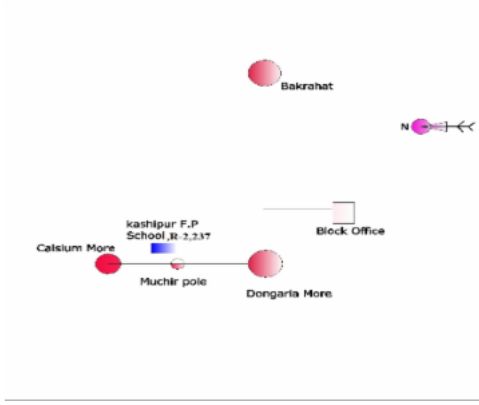 Bakrahat
N
Block Office
kashipur F.P
School,R-2,237
Calsium More
Muchir pole
Dongaria More